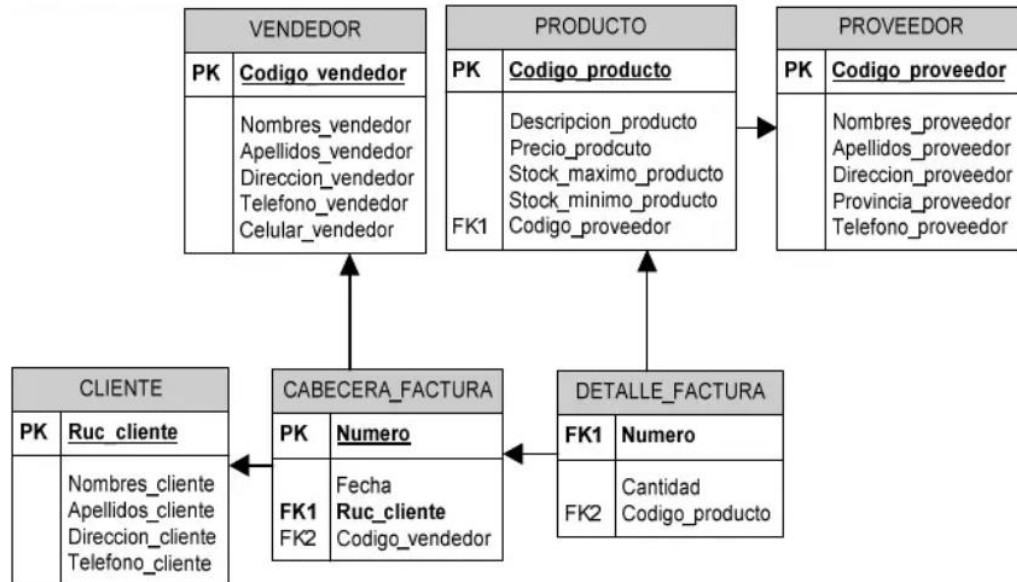 VENDEDOR
PK Codigo_vendedor
Nombres_vendedor
Apellidos_vendedor
Direccion_vendedor
Telefono_vendedor
Celular_vendedor
PRODUCTO
PK Codigo_producto
Descripcion_producto
Precio_prodcuto
Stock_maximo_producto
Stock_minimo_producto
FK1 Codigo_proveedor
PROVEEDOR
PK Codigo_proveedor
Nombres_proveedor
Apellidos_proveedor
Direccion_proveedor
Provincia_proveedor
Telefono_proveedor
CLIENTE
PK Ruc_cliente
Nombres_cliente
Apellidos_cliente
Direccion_cliente
Telefono_cliente
CABECERA_FACTURA
PK Numero
Fecha
FK1 Ruc_cliente
FK2 Codigo_vendedor
DETALLE_FACTURA
FK1 Numero
Cantidad
FK2 Codigo_producto